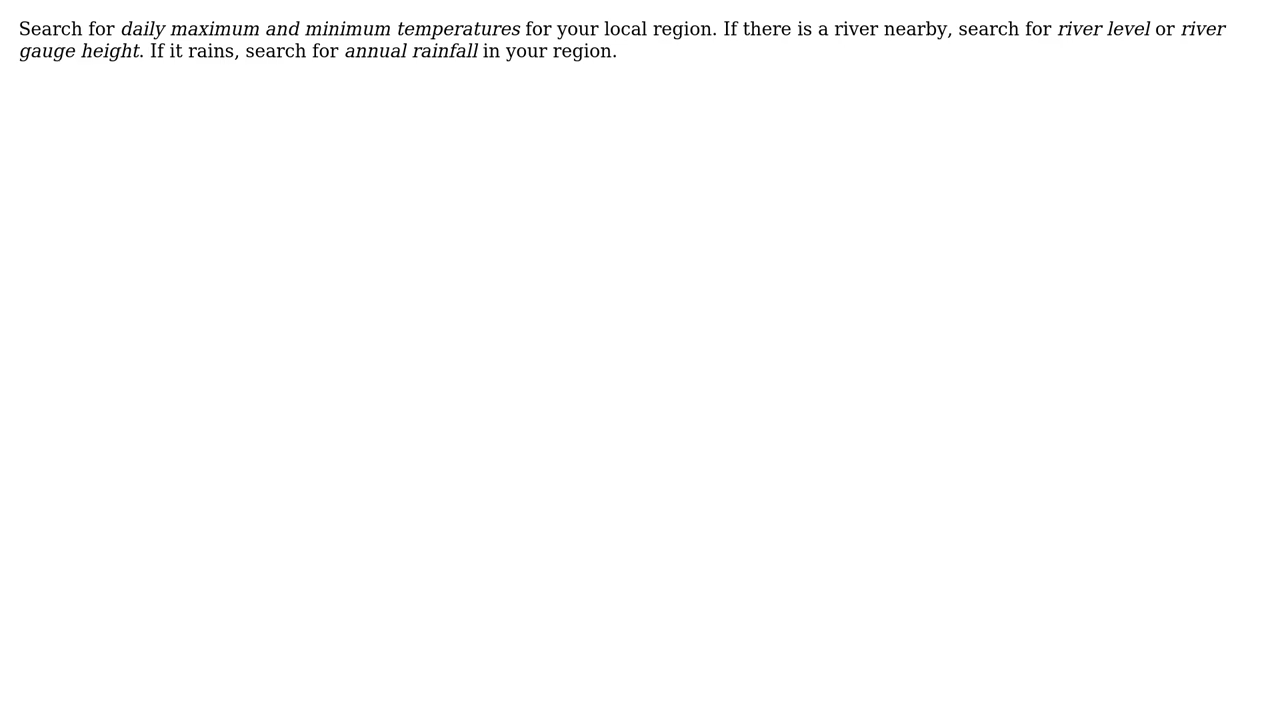 Search for daily maximum and minimum temperatures for your local region. If there is a river nearby, search for river level or river
gauge height. If it rains, search for annual rainfall in your region.